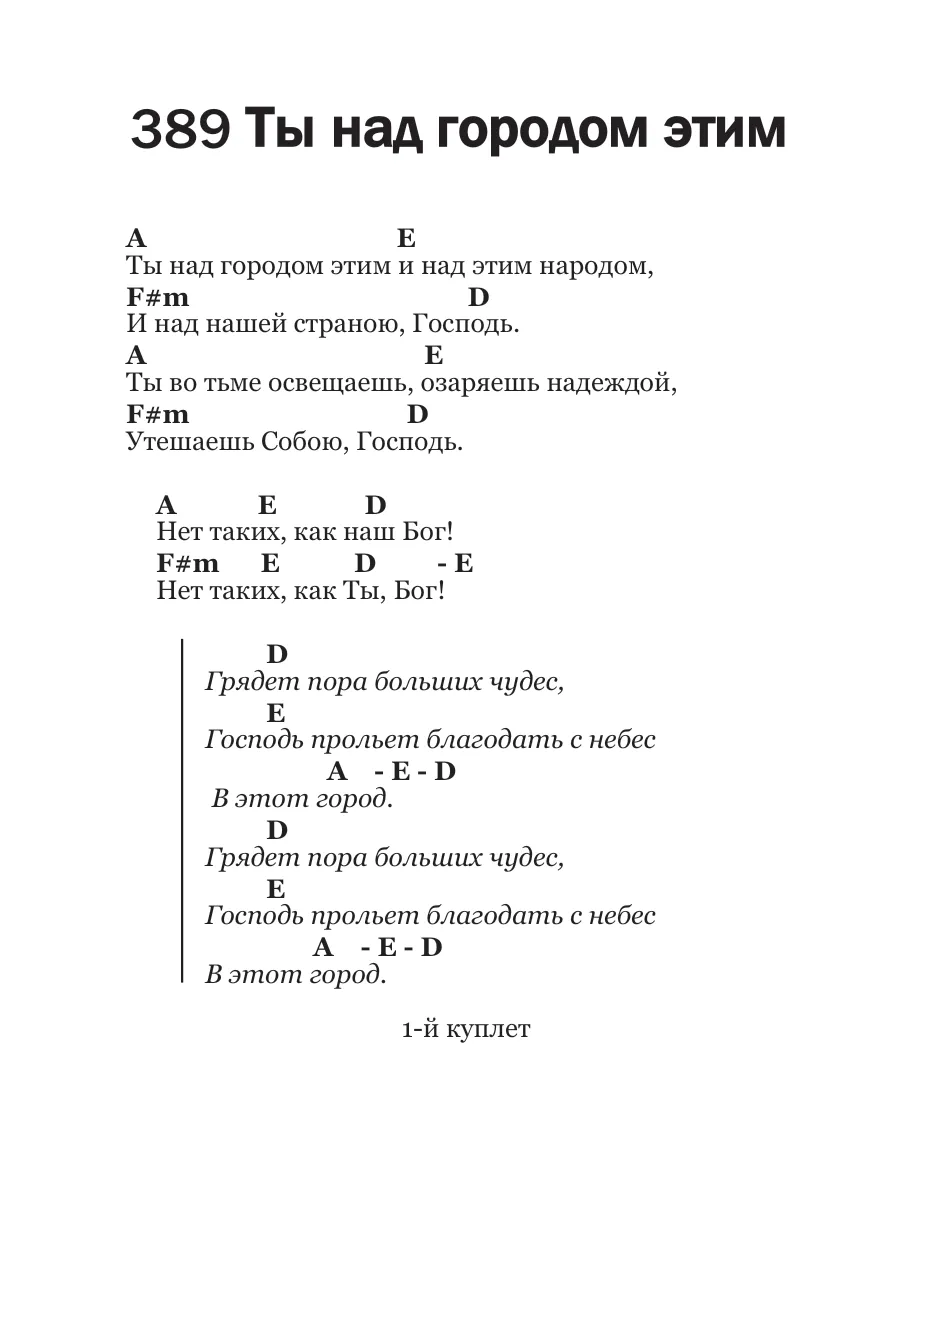 389 Ты над городом этим
A E
Ты над городом этим и над этим народом,
F#m D
И над нашей страною, Господь.
A E
Ты во тьме освещаешь, озаряешь надеждой,
F#m D
Утешаешь Собою, Господь.
A E D
Нет таких, как наш Бог!
F#m E D - E
Нет таких, как Ты, Бог!
D
Грядет пора больших чудес,
E
Господь прольет благодать с небес
A - E - D
В этот город.
D
Грядет пора больших чудес,
E
Господь прольет благодать с небес
A - E - D
В этот город.
1-й куплет